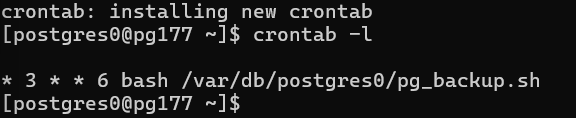 crontab: installing new crontab
[postgres0@pg177 ~]$ crontab -l
* 3 * * 6 bash /var/db/postgres0/pg_backup.sh
[postgres0@pg177 ~]$